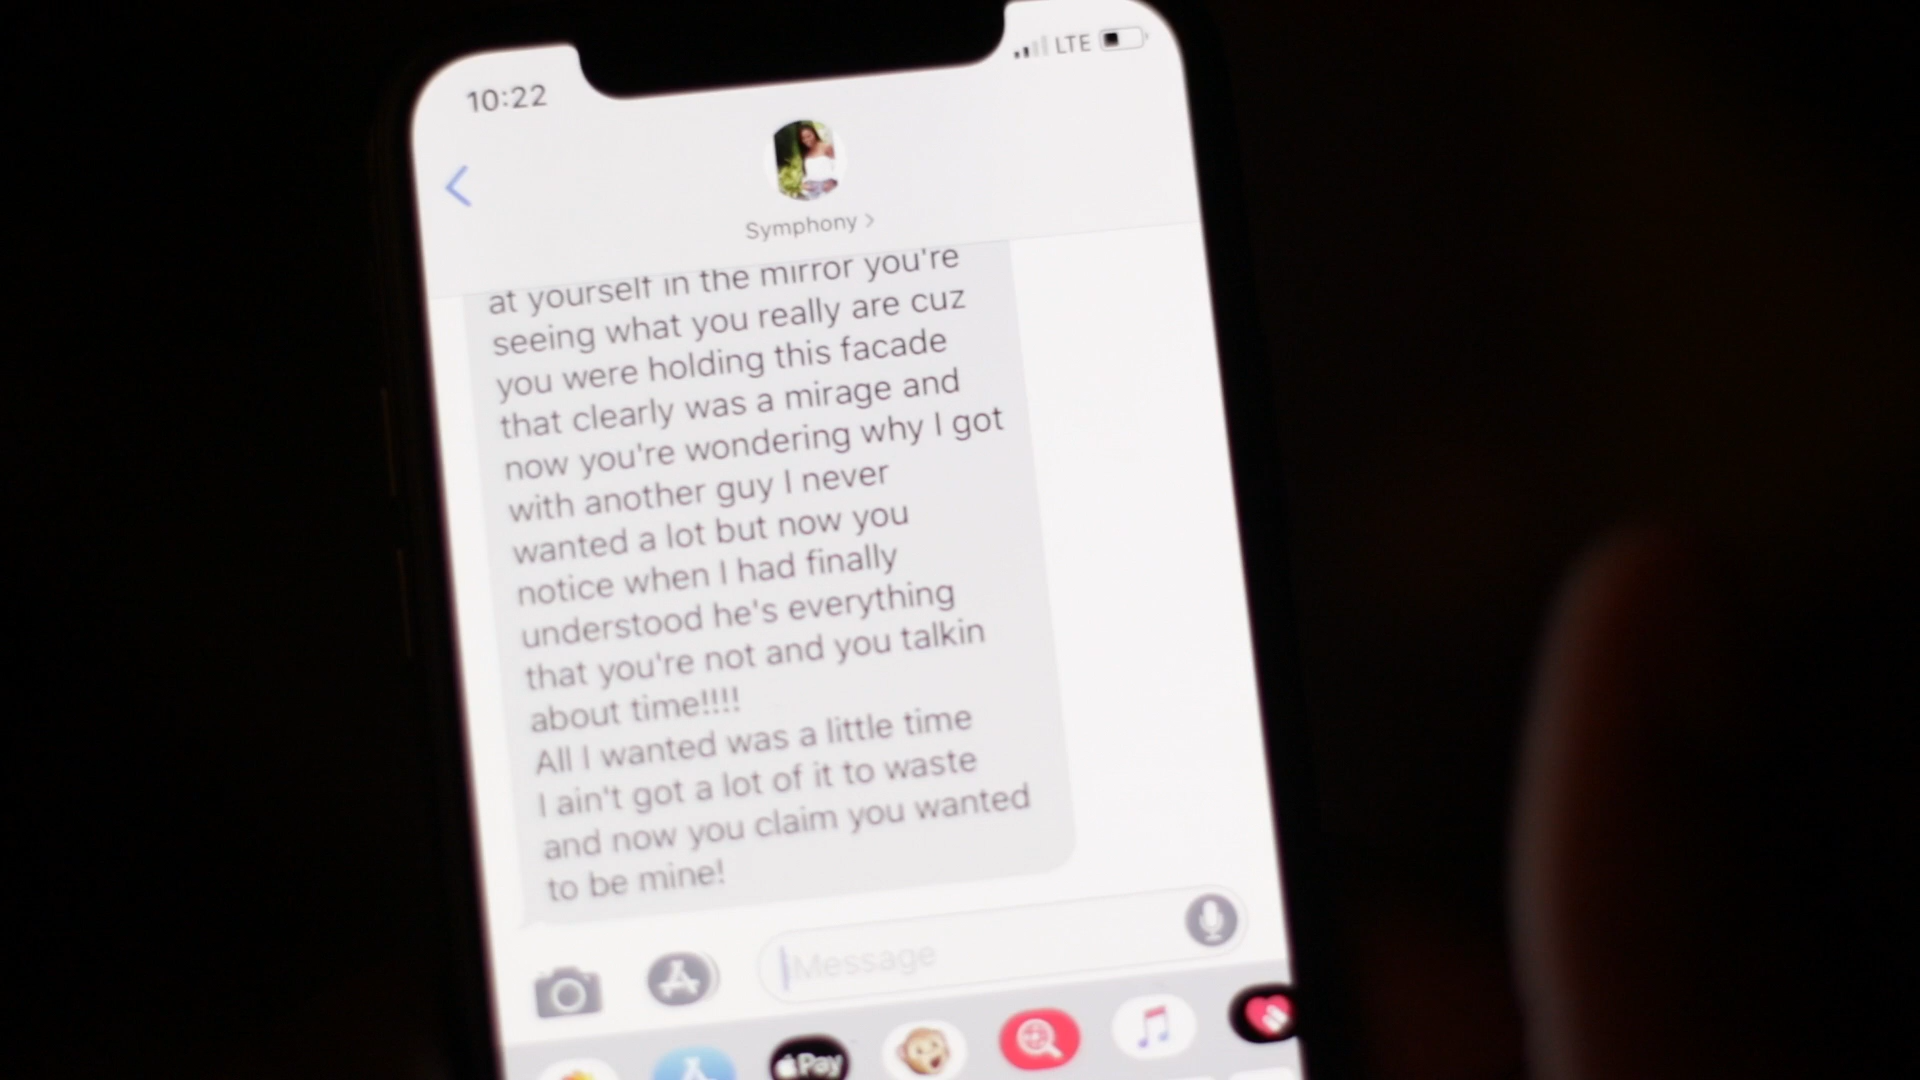 10:22
LTE
Symphony >
at yourself in the mirror you're
seeing what you really are cuz
you were holding this facade
that clearly was a mirage and
now you're wondering why I got
with another guy I never
wanted a lot but now you
notice when I had finally
understood he's everything
that you're not and you talkin
about time!!!!
All I wanted was a little time
I ain't got a lot of it to waste
and now you claim you wanted
to be mine!
Message
Pay